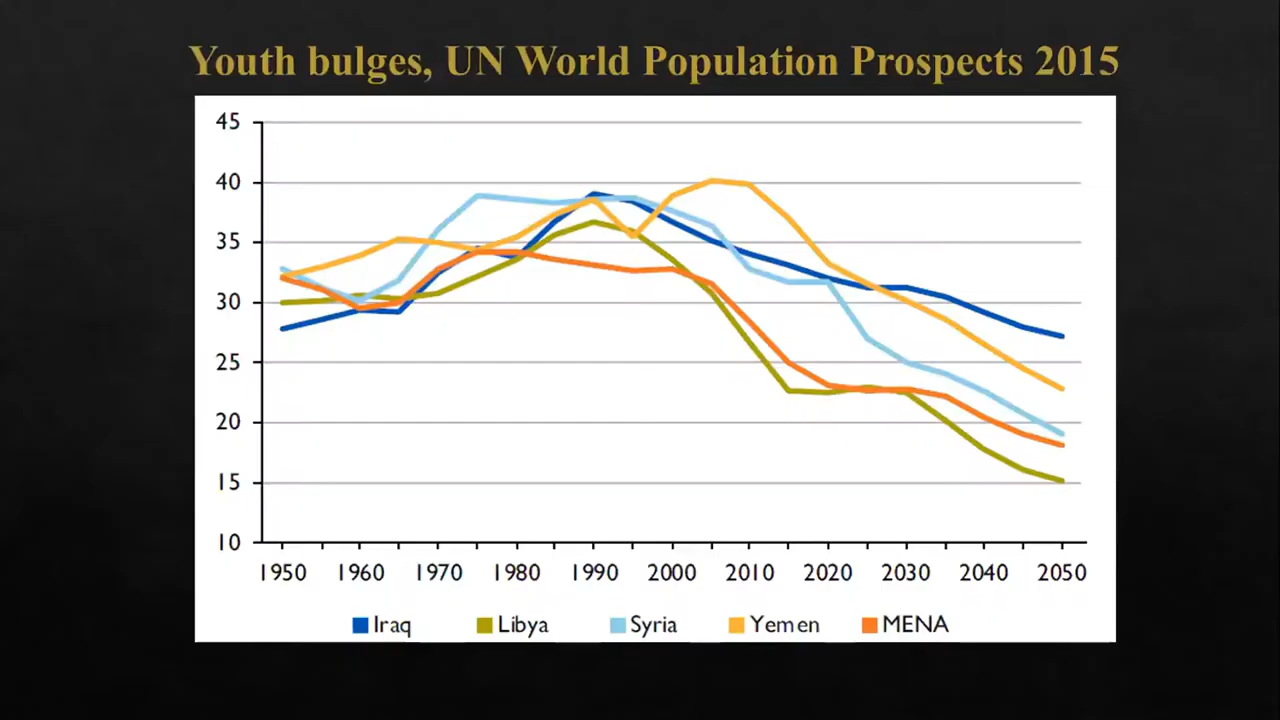 Youth bulges, UN World Population Prospects 2015
45
40
35
30
25
20
15
10
1950 1960 1970 1980 1990 2000 2010 2020 2030 2040 2050
Iraq Libya Syria Yemen MENA